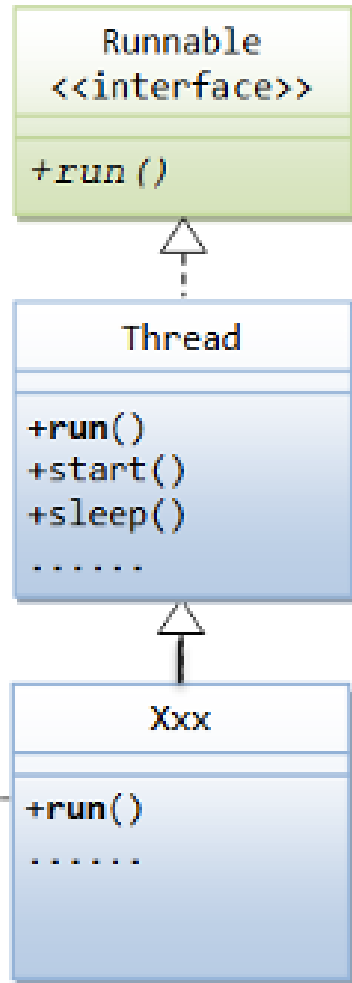 Runnable
<<interface>>
+run()
Thread
+run()
+start()
+sleep()
......
Xxx
+run()
......